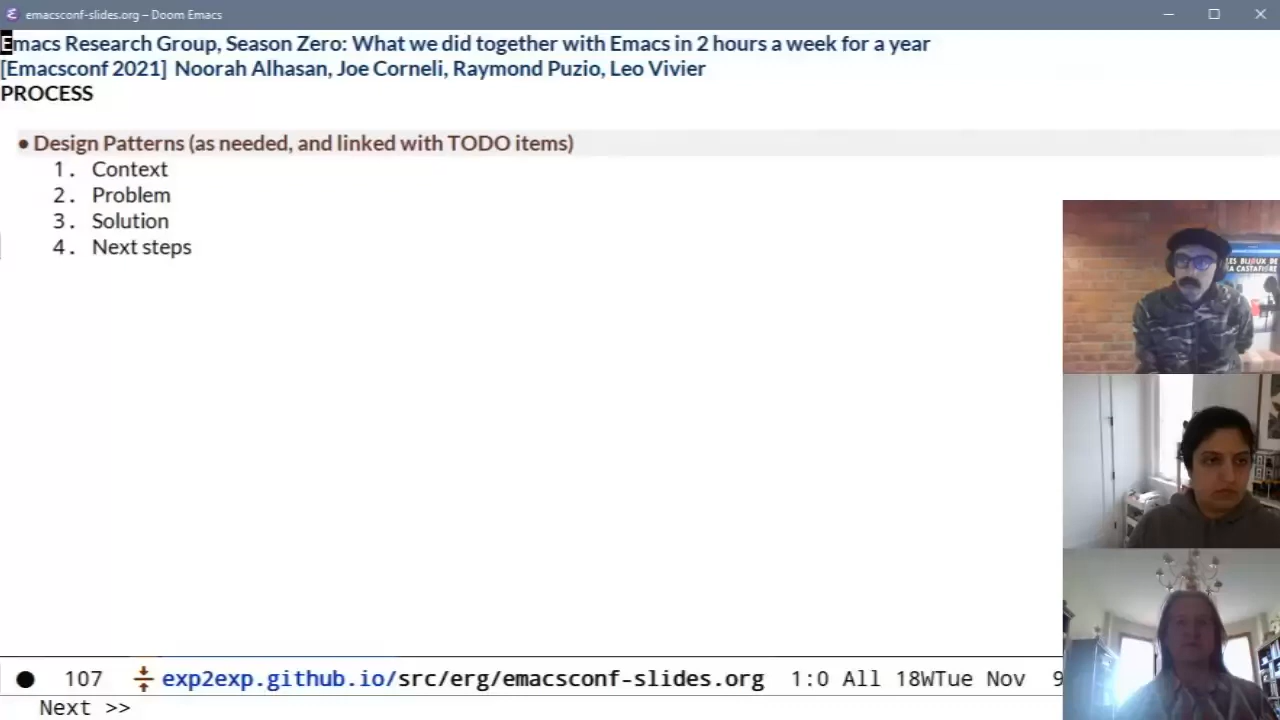 emacsconf-slides.org – Doom Emacs
Emacs Research Group, Season Zero: What we did together with Emacs in 2 hours a week for a year
[Emacsconf 2021] Noorah Alhasan, Joe Corneli, Raymond Puzio, Leo Vivier
PROCESS
• Design Patterns (as needed, and linked with TODO items)
1. Context
2. Problem
3. Solution
4. Next steps
LES BIJOUX DE
LA CASTAFIORE
107 exp2exp.github.io/src/erg/emacsconf-slides.org 1:0 All 18WTue Nov 9
Next >>